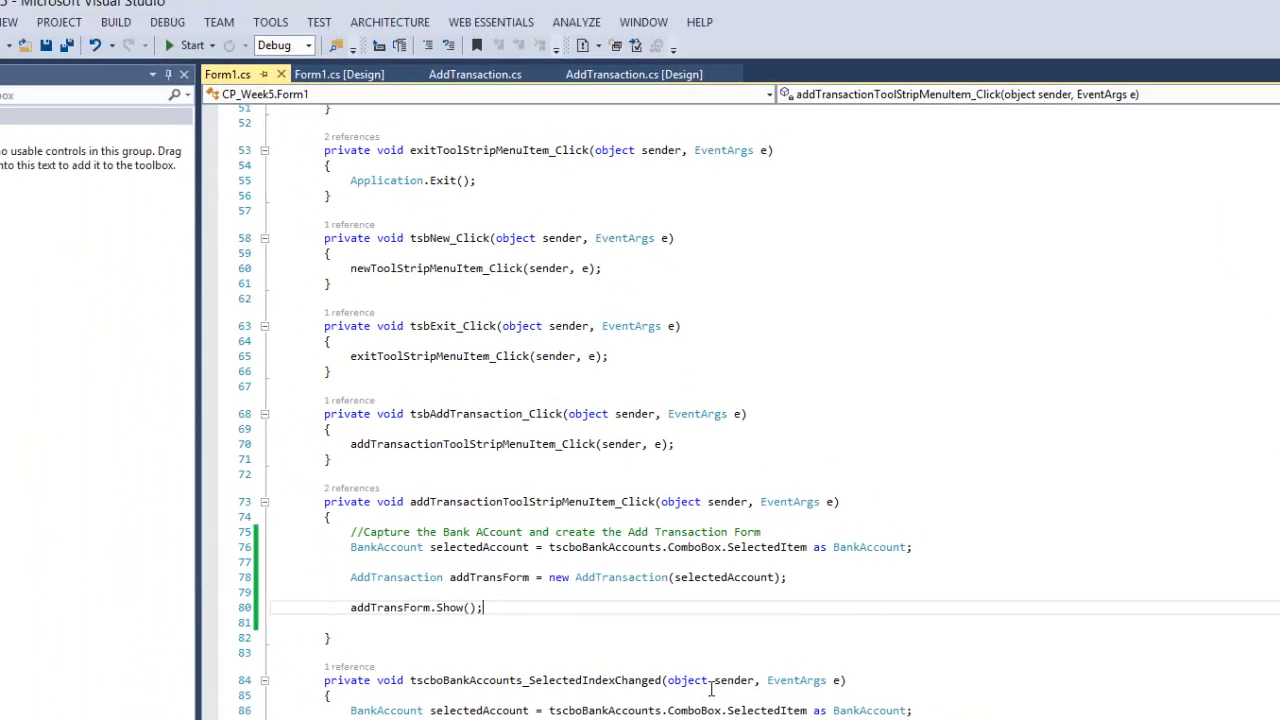 5 - Microsoft Visual Studio
EW PROJECT BUILD DEBUG TEAM TOOLS TEST ARCHITECTURE WEB ESSENTIALS ANALYZE WINDOW HELP
Start Debug
Form1.cs Form1.cs [Design] AddTransaction.cs AddTransaction.cs [Design]
box CP_Week5.Form1 addTransactionToolStripMenuItem_Click(object sender, EventArgs e)
51 }
52
2 references
53 private void exitToolStripMenuItem_Click(object sender, EventArgs e)
no usable controls in this group. Drag
into this text to add it to the toolbox.
54 {
55 Application.Exit();
56 }
57
1 reference
58 private void tsbNew_Click(object sender, EventArgs e)
59 {
60 newToolStripMenuItem_Click(sender, e);
61 }
62
1 reference
63 private void tsbExit_Click(object sender, EventArgs e)
64 {
65 exitToolStripMenuItem_Click(sender, e);
66 }
67
1 reference
68 private void tsbAddTransaction_Click(object sender, EventArgs e)
69 {
70 addTransactionToolStripMenuItem_Click(sender, e);
71 }
72
2 references
73 private void addTransactionToolStripMenuItem_Click(object sender, EventArgs e)
74 {
75 //Capture the Bank ACcount and create the Add Transaction Form
76 BankAccount selectedAccount = tscboBankAccounts.ComboBox.SelectedItem as BankAccount;
77
78 AddTransaction addTransForm = new AddTransaction(selectedAccount);
79
80 addTransForm.Show();
81
82 }
83
1 reference
84 private void tscboBankAccounts_SelectedIndexChanged(object sender, EventArgs e)
85 {
86 BankAccount selectedAccount = tscboBankAccounts.ComboBox.SelectedItem as BankAccount;